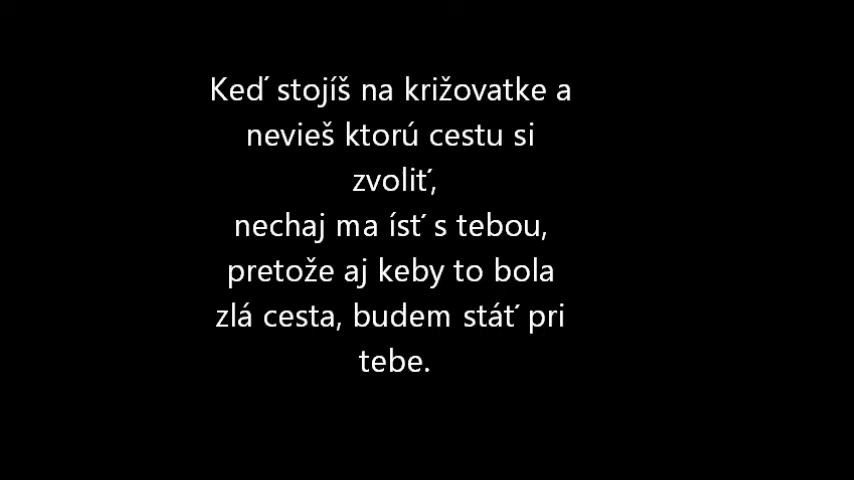 Keď stojíš na križovatke a
nevieš ktorú cestu si
zvoliť,
nechaj ma ísť s tebou,
pretože aj keby to bola
zlá cesta, budem stáť pri
tebe.